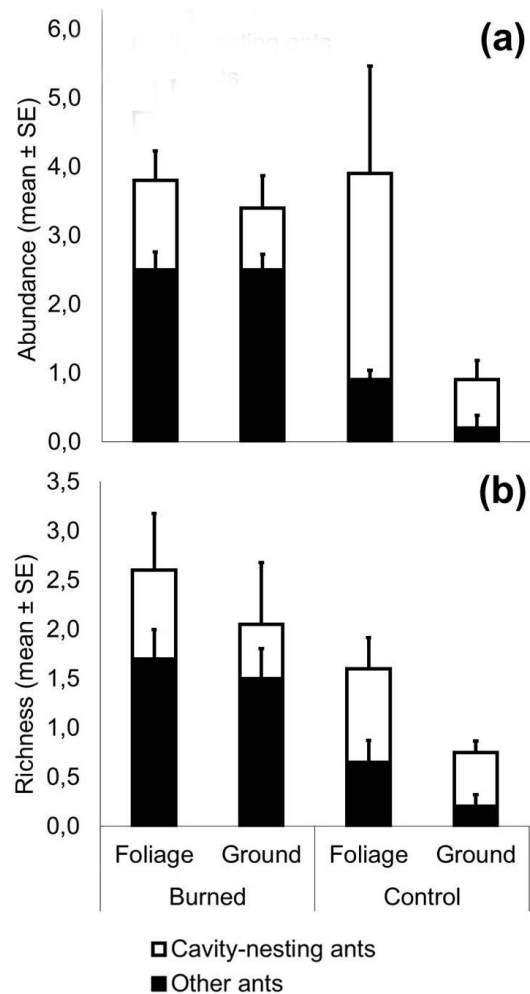 (a)
Abundance (mean ± SE)
6,0
5,0
4,0
3,0
2,0
1,0
0,0
(b)
Richness (mean ± SE)
3,5
3,0
2,5
2,0
1,5
1,0
0,5
0,0
Foliage Ground Foliage Ground
Burned Control
Cavity-nesting ants
Other ants